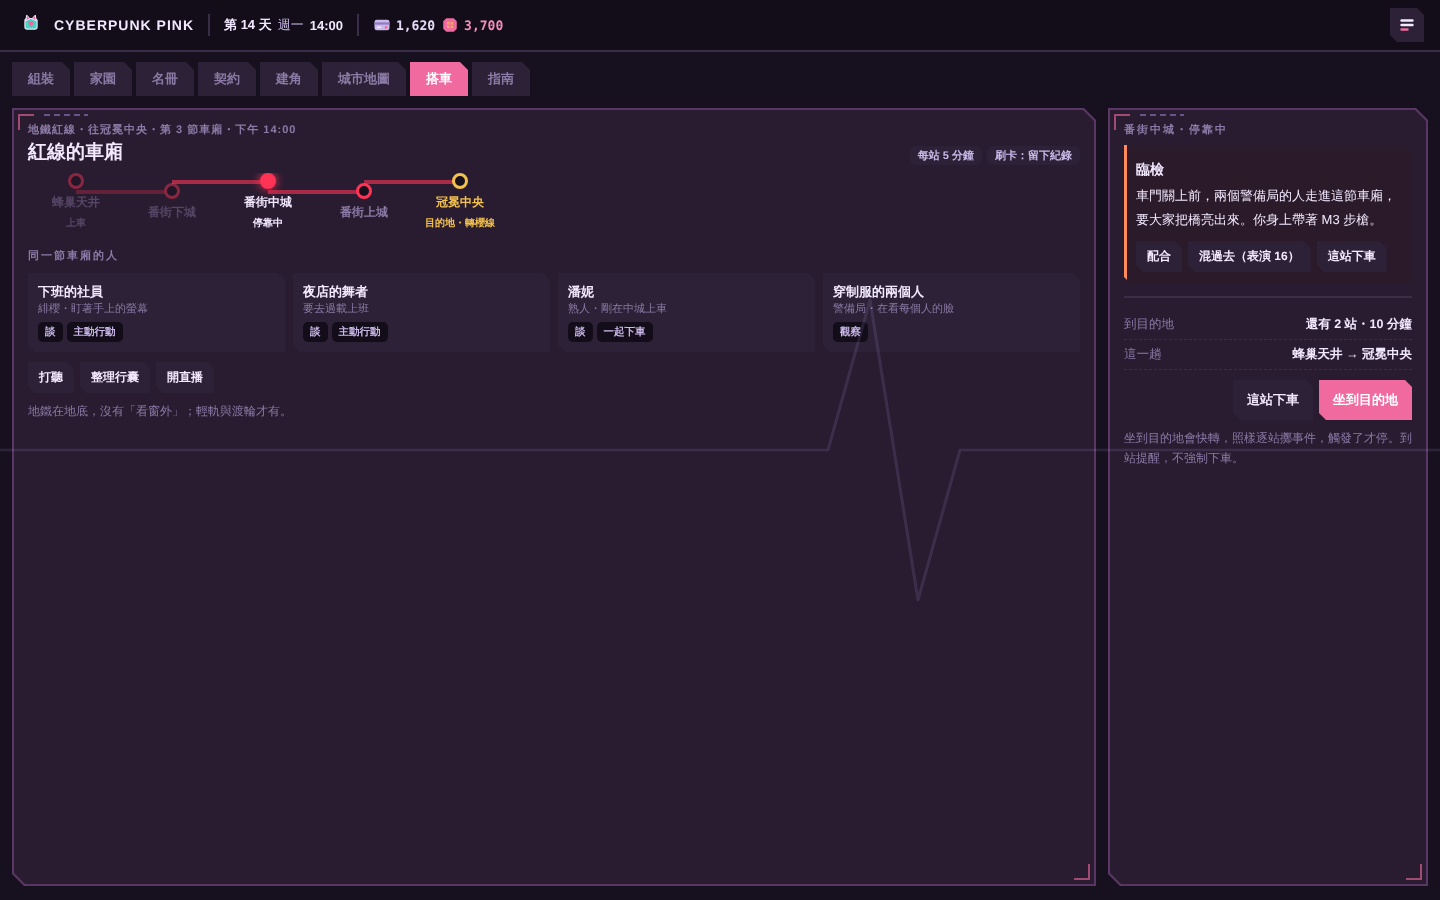 CYBERPUNK PINK
第 14 天 週一 14:00
1,620 3,700
組裝 家園 名冊 契約 建角 城市地圖 搭車 指南
地鐵紅線・往冠冕中央・第 3 節車廂・下午 14:00
紅線的車廂
每站 5 分鐘 刷卡：留下紀錄
蜂巢天井 番街下城 番街中城 番街上城 冠冕中央
上車 停靠中 目的地・轉櫻線
同一節車廂的人
下班的社員
緋櫻・盯著手上的螢幕
談 主動行動
夜店的舞者
要去過載上班
談 主動行動
潘妮
熟人・剛在中城上車
談 一起下車
穿制服的兩個人
警備局・在看每個人的臉
觀察
打聽 整理行囊 開直播
地鐵在地底，沒有「看窗外」；輕軌與渡輪才有。
番街中城・停靠中
臨檢
車門關上前，兩個警備局的人走進這節車廂，
要大家把橋亮出來。你身上帶著 M3 步槍。
配合 混過去（表演 16） 這站下車
到目的地 還有 2 站・10 分鐘
這一趟 蜂巢天井 → 冠冕中央
這站下車 坐到目的地
坐到目的地會快轉，照樣逐站擲事件，觸發了才停。到
站提醒，不強制下車。